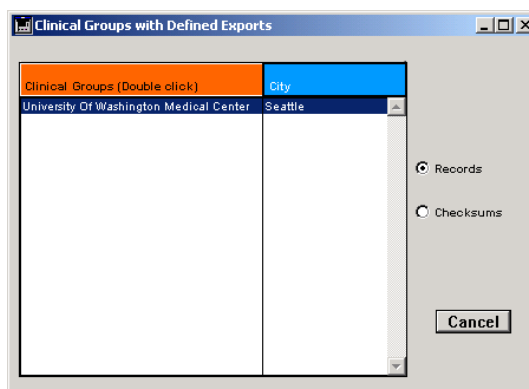 Clinical Groups with Defined Exports
Clinical Groups (Double click) City
University Of Washington Medical Center Seattle
Records
Checksums
Cancel